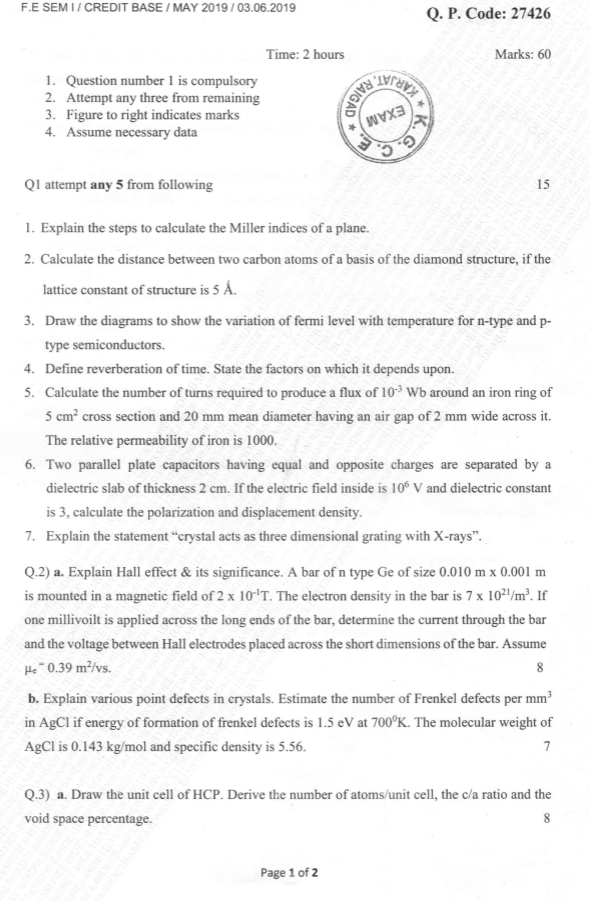 F.E SEM I / CREDIT BASE / MAY 2019 / 03.06.2019
Q. P. Code: 27426
Time: 2 hours
Marks: 60
1. Question number 1 is compulsory
2. Attempt any three from remaining
3. Figure to right indicates marks
4. Assume necessary data
K. G. C. E. ★ KARJAT, RAIGAD ★
EXAM
Q1 attempt any 5 from following 15
1. Explain the steps to calculate the Miller indices of a plane.
2. Calculate the distance between two carbon atoms of a basis of the diamond structure, if the
lattice constant of structure is 5 Å.
3. Draw the diagrams to show the variation of fermi level with temperature for n-type and p-
type semiconductors.
4. Define reverberation of time. State the factors on which it depends upon.
5. Calculate the number of turns required to produce a flux of 10⁻³ Wb around an iron ring of
5 cm² cross section and 20 mm mean diameter having an air gap of 2 mm wide across it.
The relative permeability of iron is 1000.
6. Two parallel plate capacitors having equal and opposite charges are separated by a
dielectric slab of thickness 2 cm. If the electric field inside is 10⁶ V and dielectric constant
is 3, calculate the polarization and displacement density.
7. Explain the statement “crystal acts as three dimensional grating with X-rays”.
Q.2) a. Explain Hall effect & its significance. A bar of n type Ge of size 0.010 m x 0.001 m
is mounted in a magnetic field of 2 x 10⁻¹T. The electron density in the bar is 7 x 10²¹/m³. If
one millivoilt is applied across the long ends of the bar, determine the current through the bar
and the voltage between Hall electrodes placed across the short dimensions of the bar. Assume
μₑ⁼ 0.39 m²/vs. 8
b. Explain various point defects in crystals. Estimate the number of Frenkel defects per mm³
in AgCl if energy of formation of frenkel defects is 1.5 eV at 700⁰K. The molecular weight of
AgCl is 0.143 kg/mol and specific density is 5.56. 7
Q.3) a. Draw the unit cell of HCP. Derive the number of atoms/unit cell, the c/a ratio and the
void space percentage. 8
Page 1 of 2